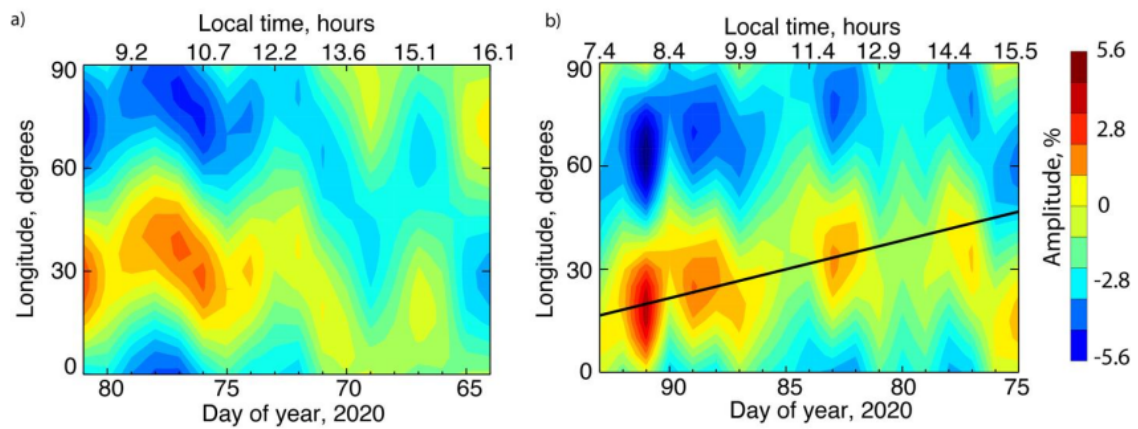 a)
Local time, hours
9.2 10.7 12.2 13.6 15.1 16.1
90
60
30
0
Longitude, degrees
80 75 70 65
Day of year, 2020
b)
Local time, hours
7.4 8.4 9.9 11.4 12.9 14.4 15.5
90
60
30
0
Longitude, degrees
90 85 80 75
Day of year, 2020
5.6
2.8
0
-2.8
-5.6
Amplitude, %